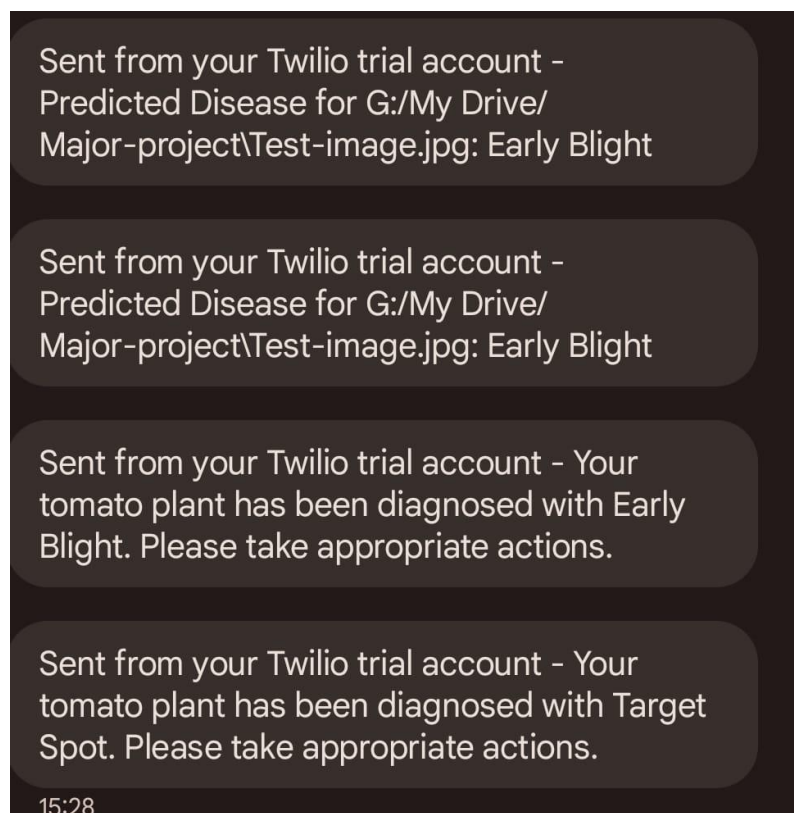 Sent from your Twilio trial account -
Predicted Disease for G:/My Drive/
Major-project\Test-image.jpg: Early Blight
Sent from your Twilio trial account -
Predicted Disease for G:/My Drive/
Major-project\Test-image.jpg: Early Blight
Sent from your Twilio trial account - Your
tomato plant has been diagnosed with Early
Blight. Please take appropriate actions.
Sent from your Twilio trial account - Your
tomato plant has been diagnosed with Target
Spot. Please take appropriate actions.
15:28